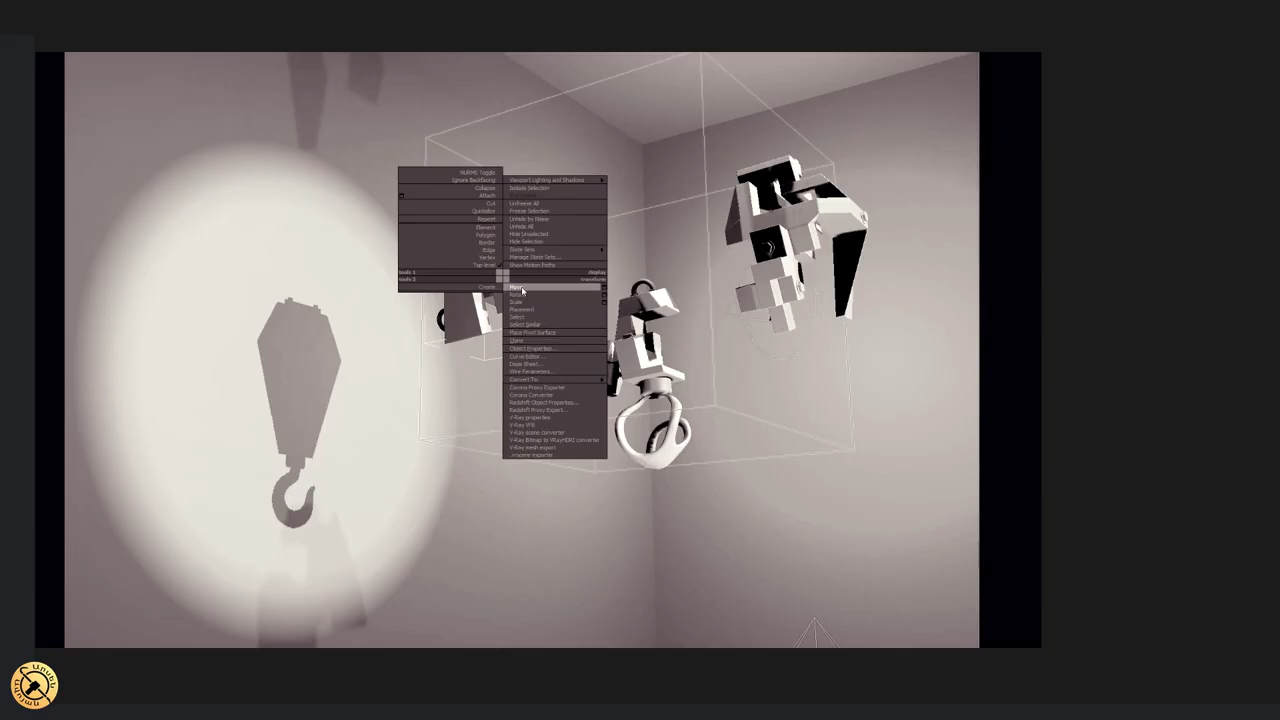 NURMS Toggle
Ignore Backfacing
Collapse
Attach
Cut
Quickslice
Repeat
Element
Polygon
Border
Edge
Vertex
Top-level
tools 1
tools 2
Create
Viewport Lighting and Shadows
Isolate Selection
Unfreeze All
Freeze Selection
Unhide by Name
Unhide All
Hide Unselected
Hide Selection
State Sets
Manage State Sets...
Show Motion Paths
display
transform
Move
Rotate
Scale
Placement
Select
Select Similar
Place Pivot Surface
Clone
Object Properties...
Curve Editor...
Dope Sheet...
Wire Parameters...
Convert To:
Corona Proxy Exporter
Corona Converter
Redshift Object Properties...
Redshift Proxy Export...
V-Ray properties
V-Ray VFB
V-Ray scene converter
V-Ray Bitmap to VRayHDRI converter
V-Ray mesh export
.vrscene exporter